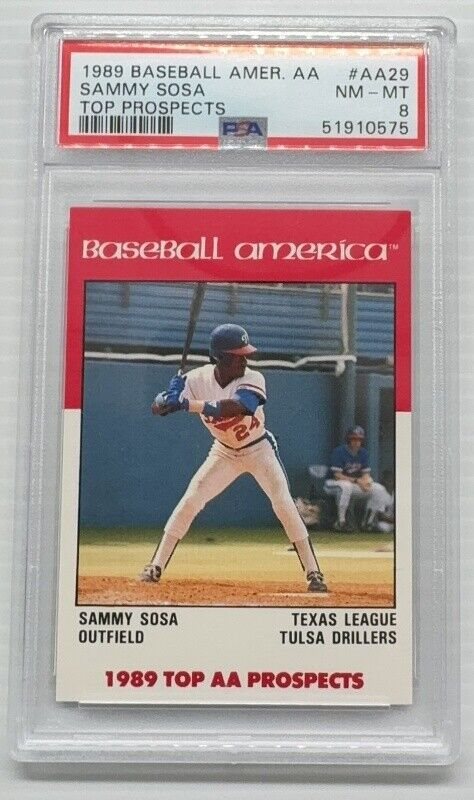 1989 BASEBALL AMER. AA #AA29
SAMMY SOSA NM-MT
TOP PROSPECTS 8
PSA 51910575
BaseBall america™
24
SAMMY SOSA TEXAS LEAGUE
OUTFIELD TULSA DRILLERS
1989 TOP AA PROSPECTS